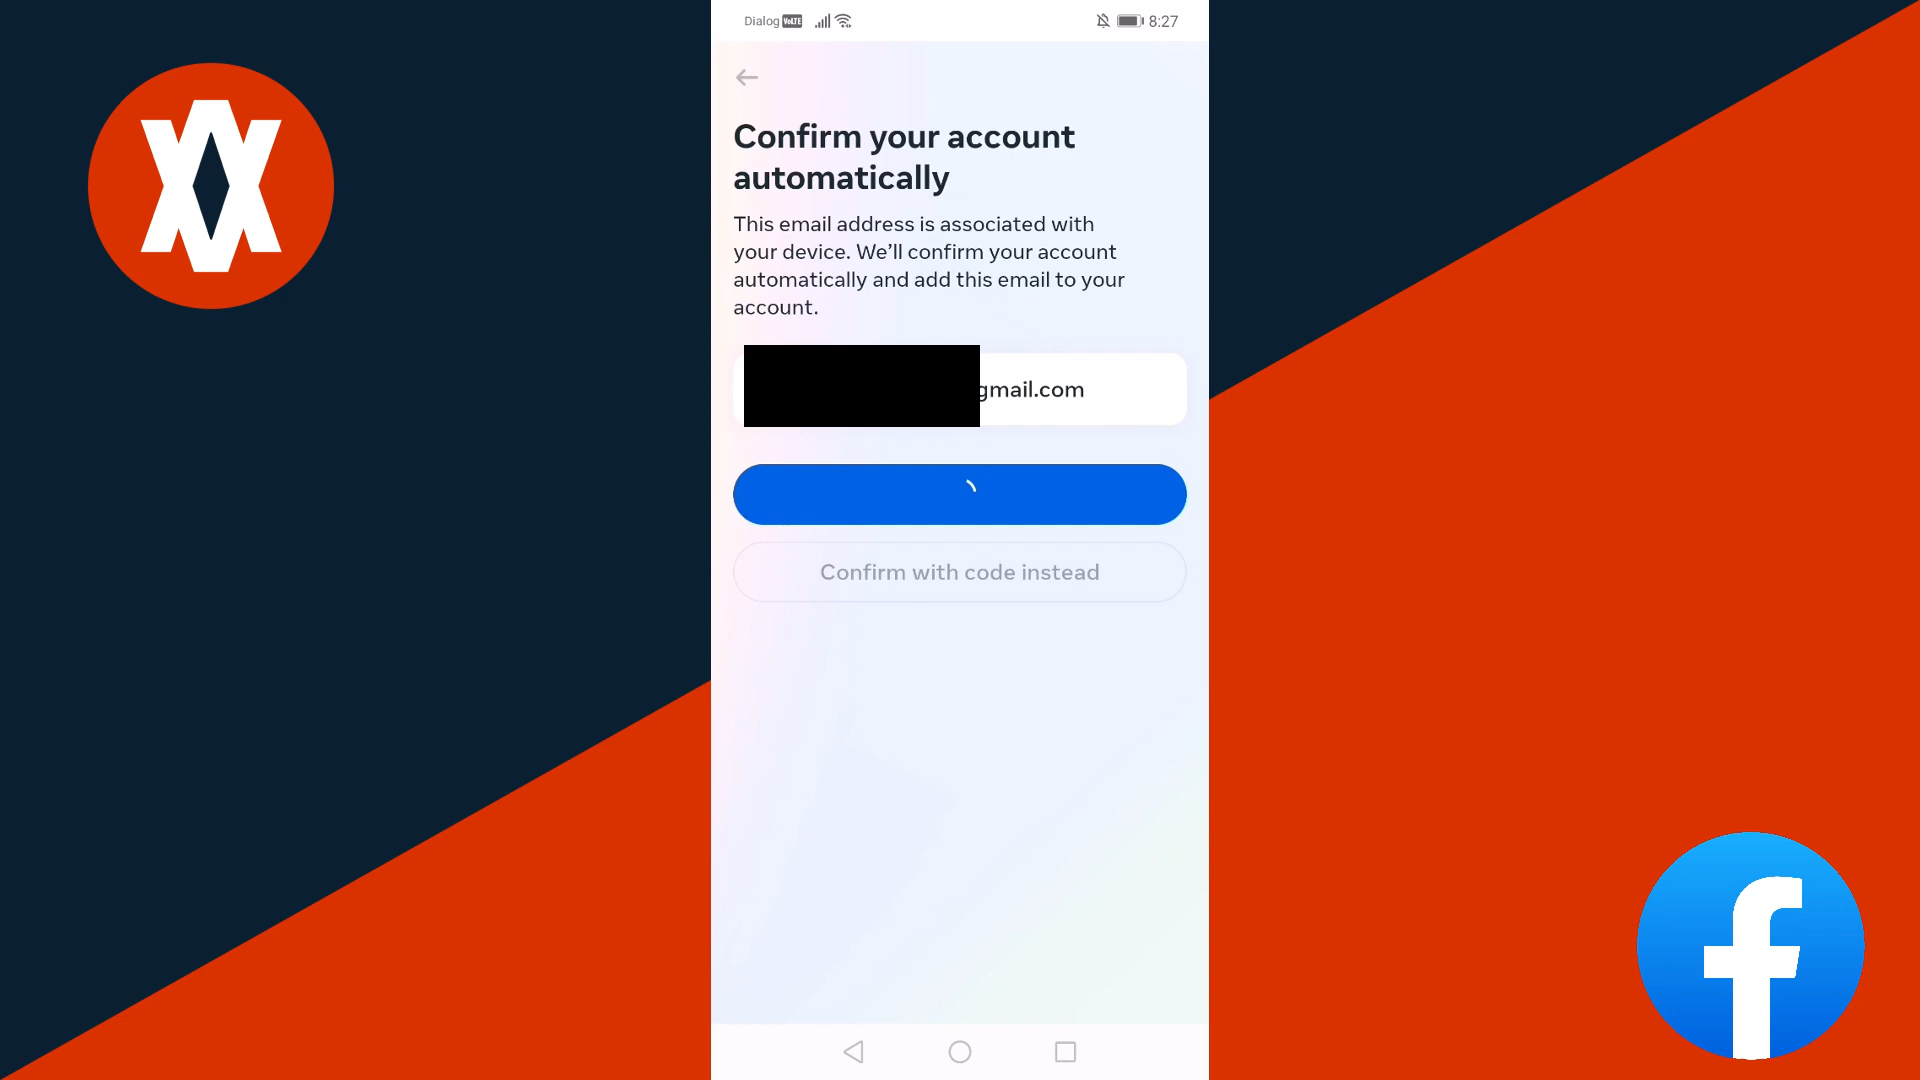 Dialog VoLTE 8:27
Confirm your account
automatically
This email address is associated with
your device. We’ll confirm your account
automatically and add this email to your
account.
gmail.com
Confirm with code instead